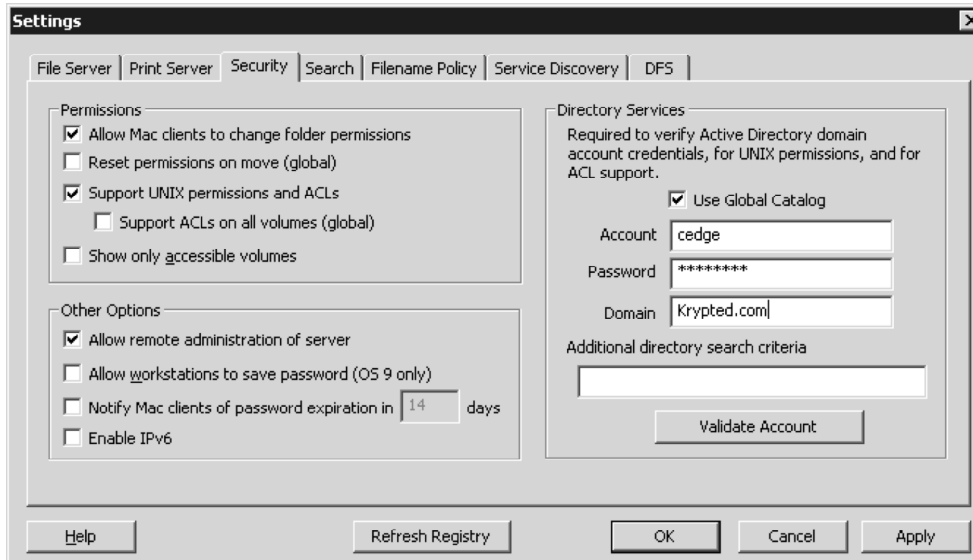 Settings
File Server Print Server Security Search Filename Policy Service Discovery DFS
Permissions
Allow Mac clients to change folder permissions
Reset permissions on move (global)
Support UNIX permissions and ACLs
Support ACLs on all volumes (global)
Show only accessible volumes
Other Options
Allow remote administration of server
Allow workstations to save password (OS 9 only)
Notify Mac clients of password expiration in 14 days
Enable IPv6
Directory Services
Required to verify Active Directory domain
account credentials, for UNIX permissions, and for
ACL support.
Use Global Catalog
Account cedge
Password ********
Domain Krypted.com
Additional directory search criteria
Validate Account
Help Refresh Registry OK Cancel Apply